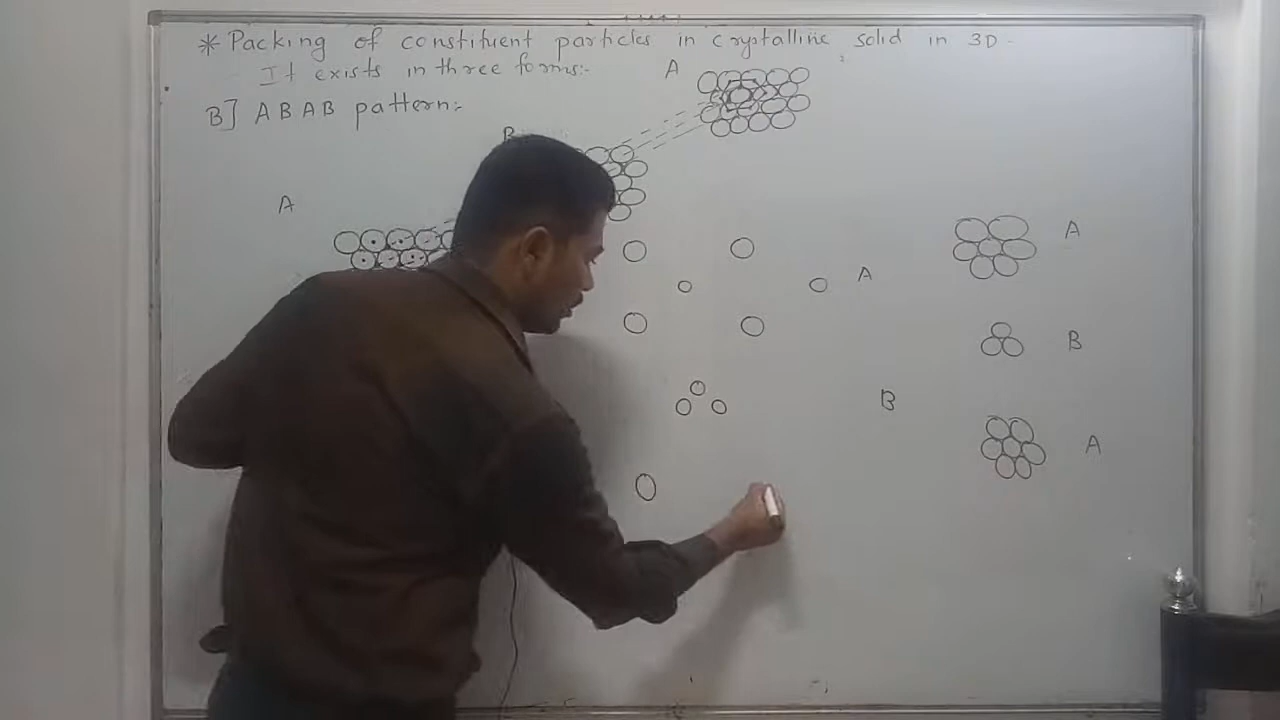 * Packing of constituent particles in crystalline solid in 3D -
It exists in three forms:-
A
B] ABAB pattern:-
B
A
A
A
B
B
A